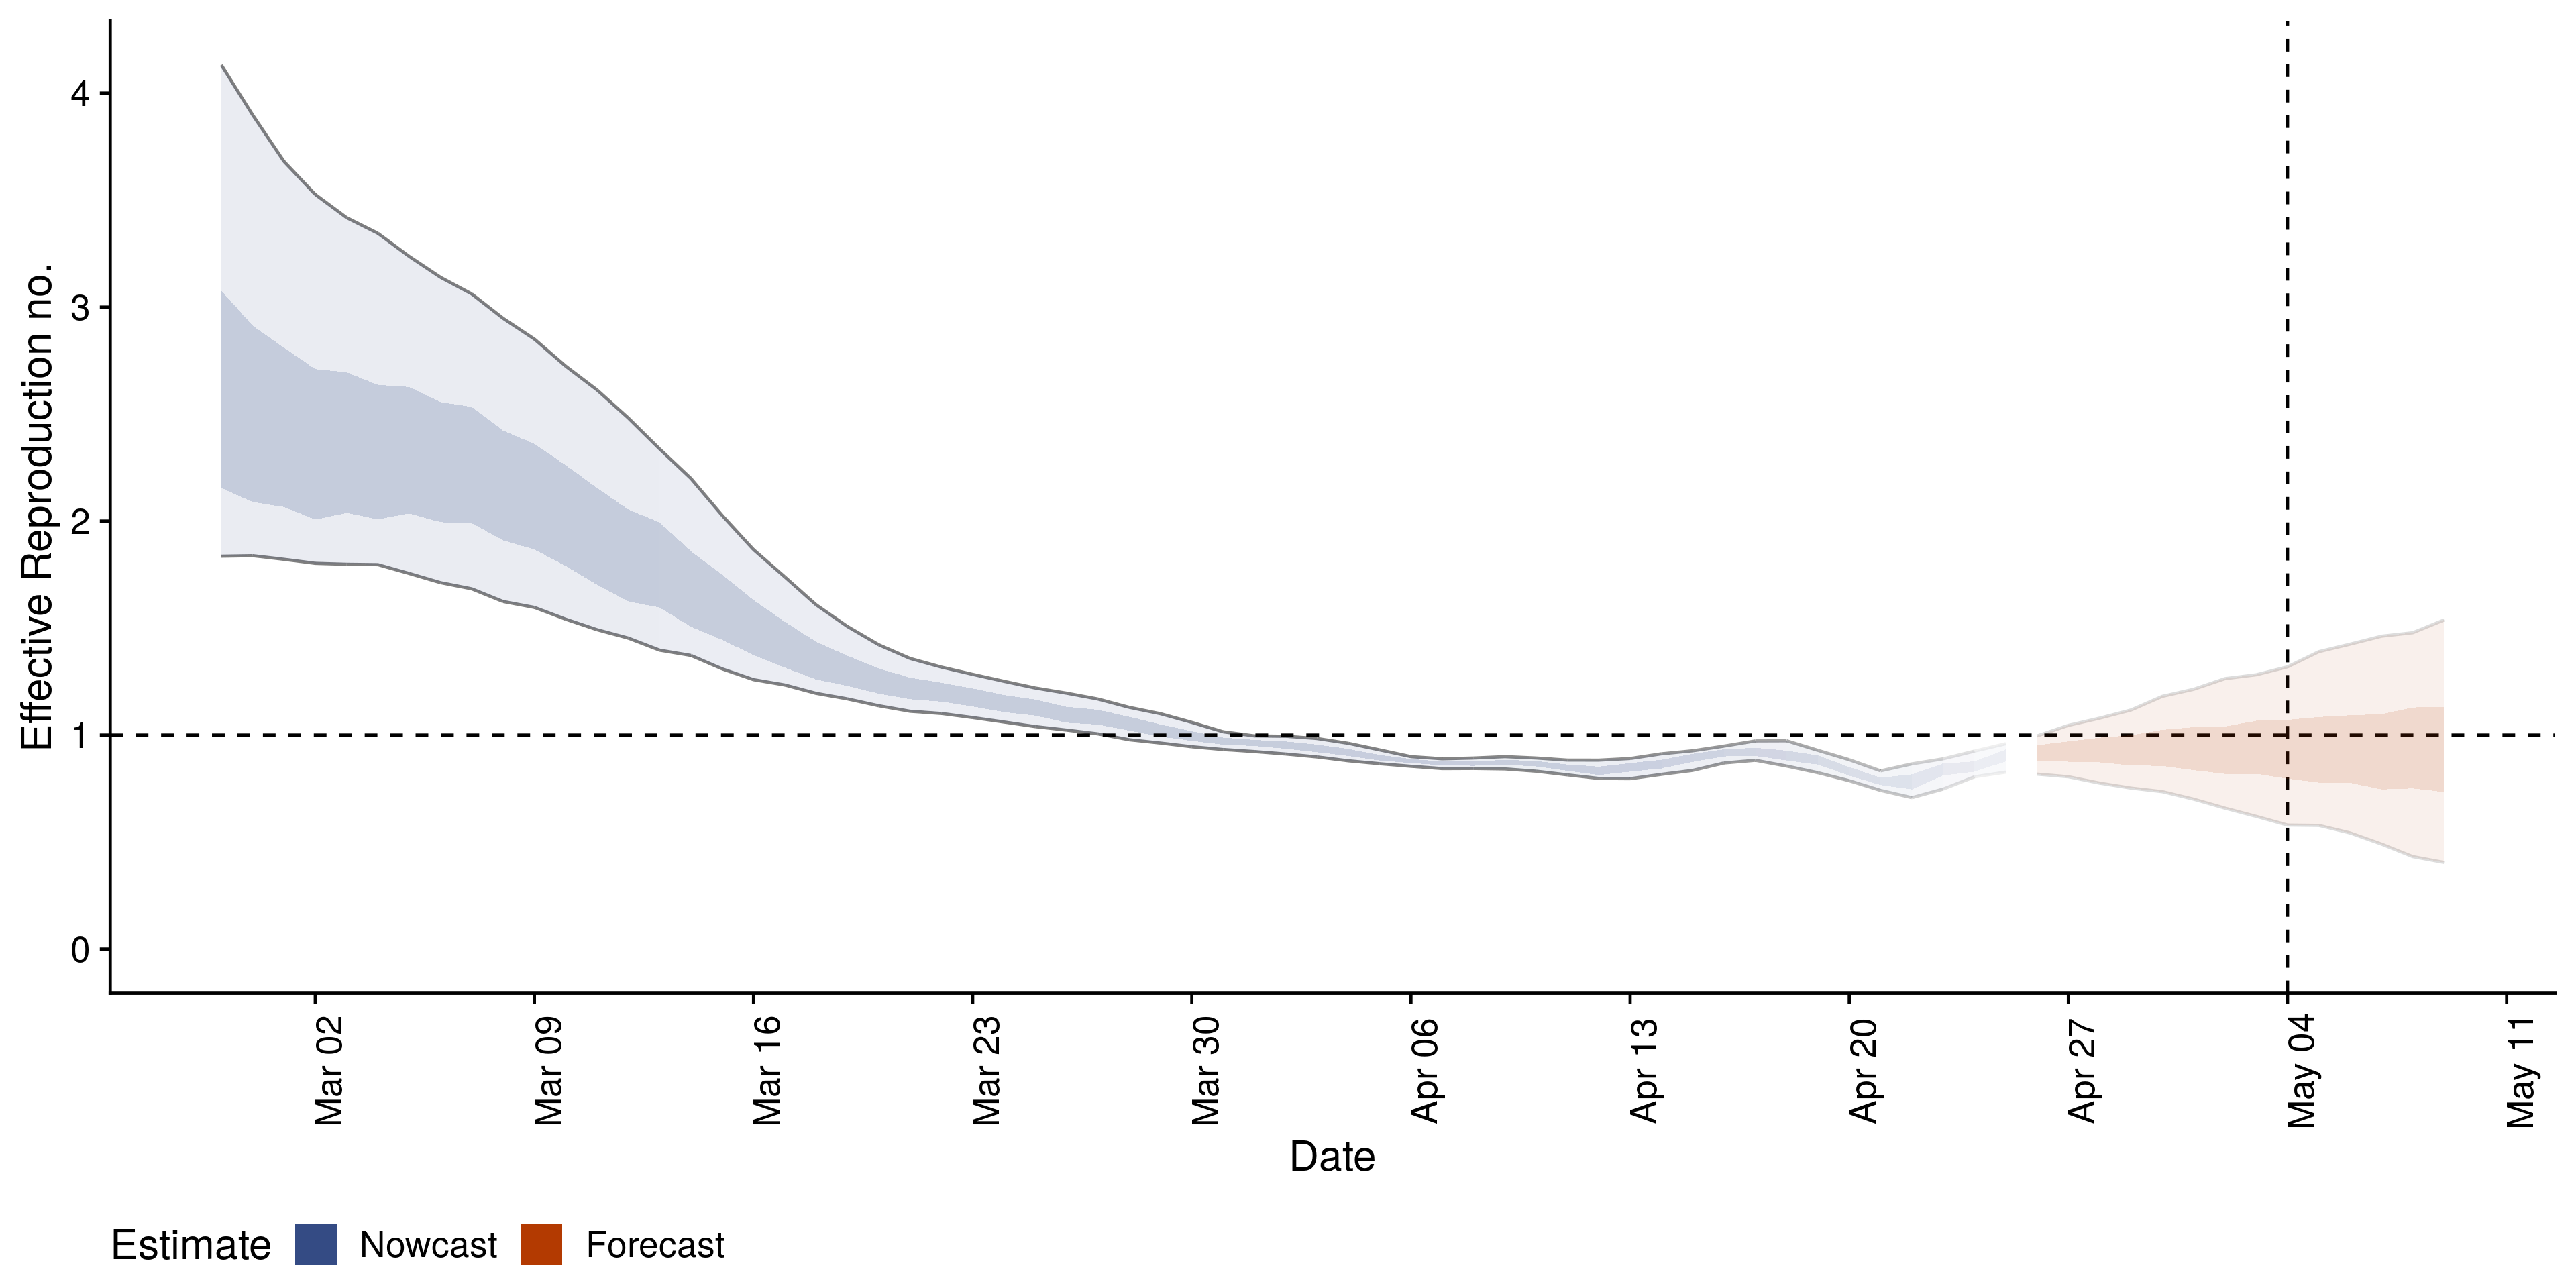 Effective Reproduction no.
4
3
2
1
0
Mar 02
Mar 09
Mar 16
Mar 23
Mar 30
Apr 06
Apr 13
Apr 20
Apr 27
May 04
May 11
Date
Estimate Nowcast Forecast